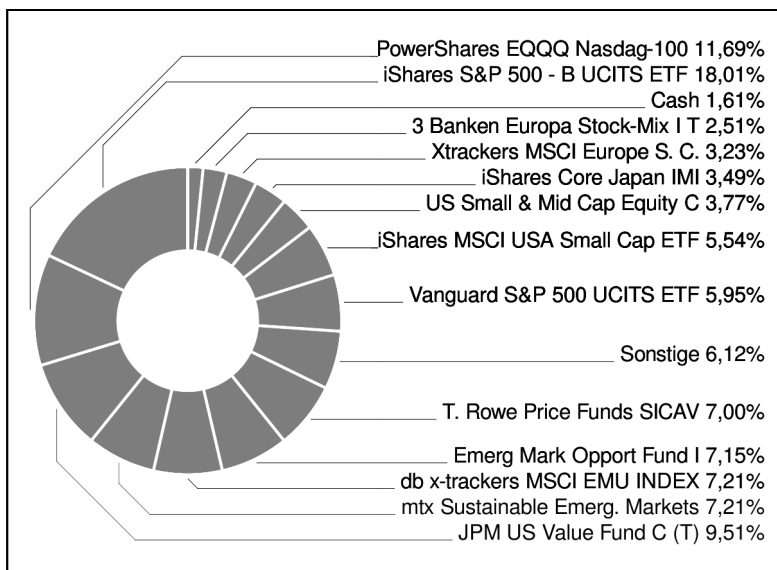 PowerShares EQQQ Nasdag-100 11,69%
iShares S&P 500 - B UCITS ETF 18,01%
Cash 1,61%
3 Banken Europa Stock-Mix I T 2,51%
Xtrackers MSCI Europe S. C. 3,23%
iShares Core Japan IMI 3,49%
US Small & Mid Cap Equity C 3,77%
iShares MSCI USA Small Cap ETF 5,54%
Vanguard S&P 500 UCITS ETF 5,95%
Sonstige 6,12%
T. Rowe Price Funds SICAV 7,00%
Emerg Mark Opport Fund I 7,15%
db x-trackers MSCI EMU INDEX 7,21%
mtx Sustainable Emerg. Markets 7,21%
JPM US Value Fund C (T) 9,51%